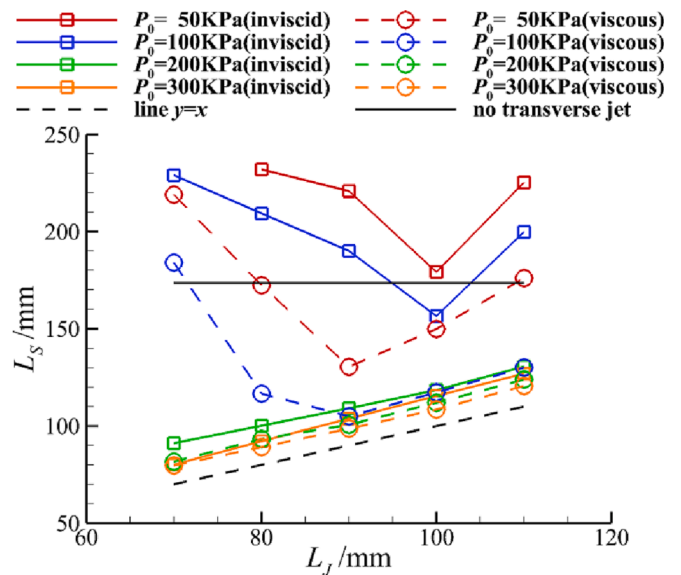 P₀= 50KPa(inviscid) P₀= 50KPa(viscous)
P₀=100KPa(inviscid) P₀=100KPa(viscous)
P₀=200KPa(inviscid) P₀=200KPa(viscous)
P₀=300KPa(inviscid) P₀=300KPa(viscous)
line y=x no transverse jet
250
200
150
100
50
L_S /mm
60 80 100 120
L_J /mm